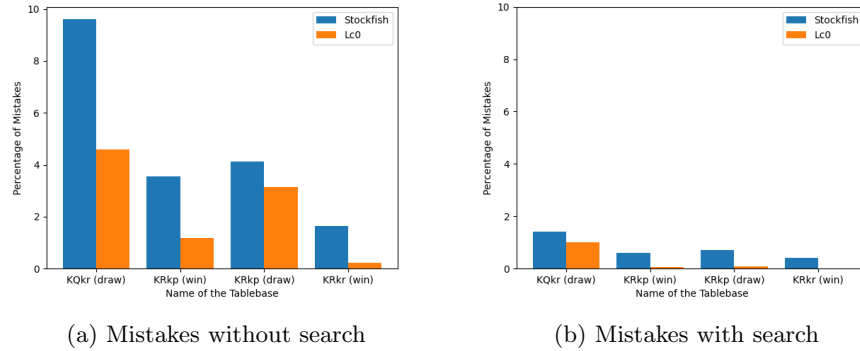 10
8
6
4
2
0
Percentage of Mistakes
Stockfish
Lc0
KQkr (draw) KRkp (win) KRkp (draw) KRkr (win)
Name of the Tablebase
(a) Mistakes without search
10
8
6
4
2
0
Percentage of Mistakes
Stockfish
Lc0
KQkr (draw) KRkp (win) KRkp (draw) KRkr (win)
Name of the Tablebase
(b) Mistakes with search